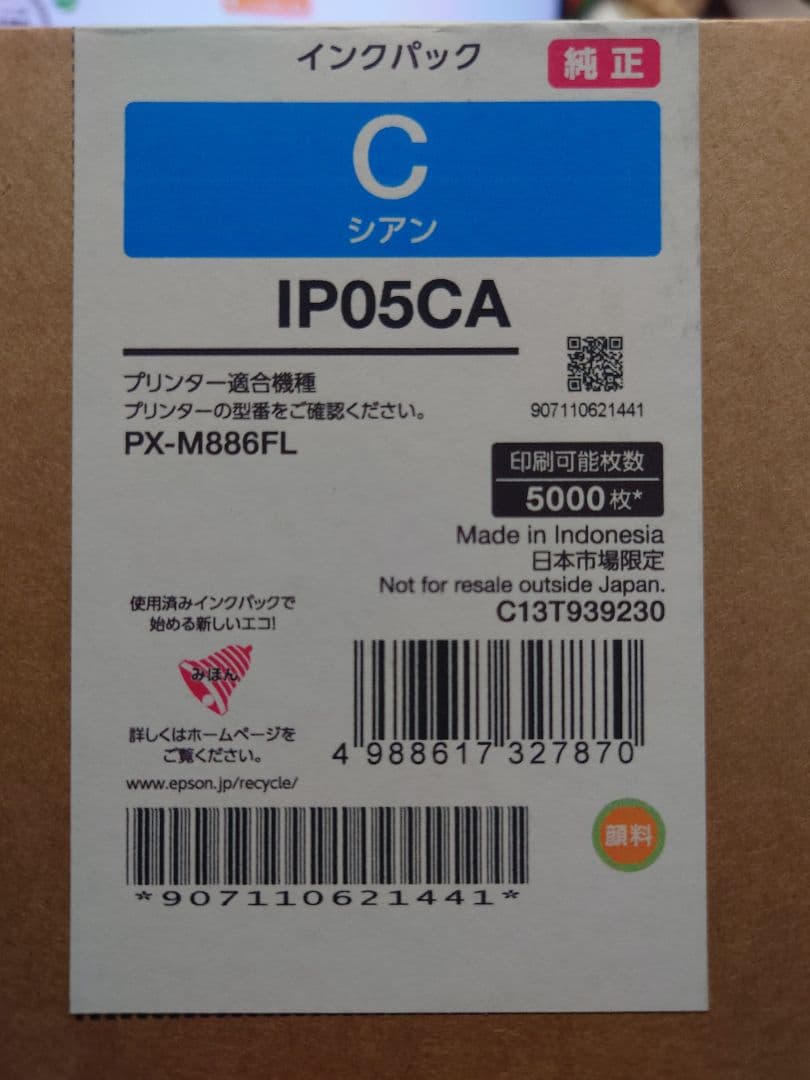 インクパック
純正
C
シアン
IP05CA
プリンター適合機種
プリンターの型番をご確認ください。
PX-M886FL
907110621441
印刷可能枚数
5000枚*
Made in Indonesia
日本市場限定
Not for resale outside Japan.
C13T939230
使用済みインクパックで
始める新しいエコ!
みほん
詳しくはホームページを
ご覧ください。
www.epson.jp/recycle/
4 988617 327870
*907110621441*
顔料